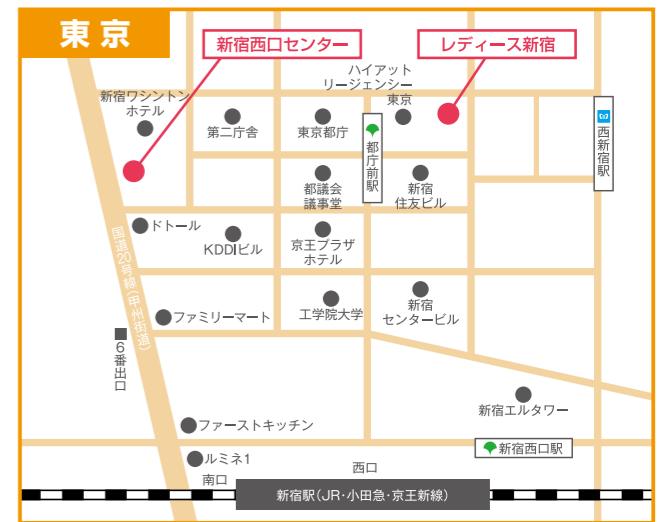 東京
新宿西口センター
レディース新宿
ハイアット
リージェンシー
東京
新宿ワシントン
ホテル
第二庁舎
東京都庁
都庁前駅
西新宿駅
都議会
議事堂
新宿
住友ビル
ドトール
KDDIビル
京王プラザ
ホテル
国道20号線(甲州街道)
ファミリーマート
工学院大学
新宿
センタービル
6番出口
新宿エルタワー
ファーストキッチン
新宿西口駅
ルミネ1
南口
西口
新宿駅(JR・小田急・京王新線)